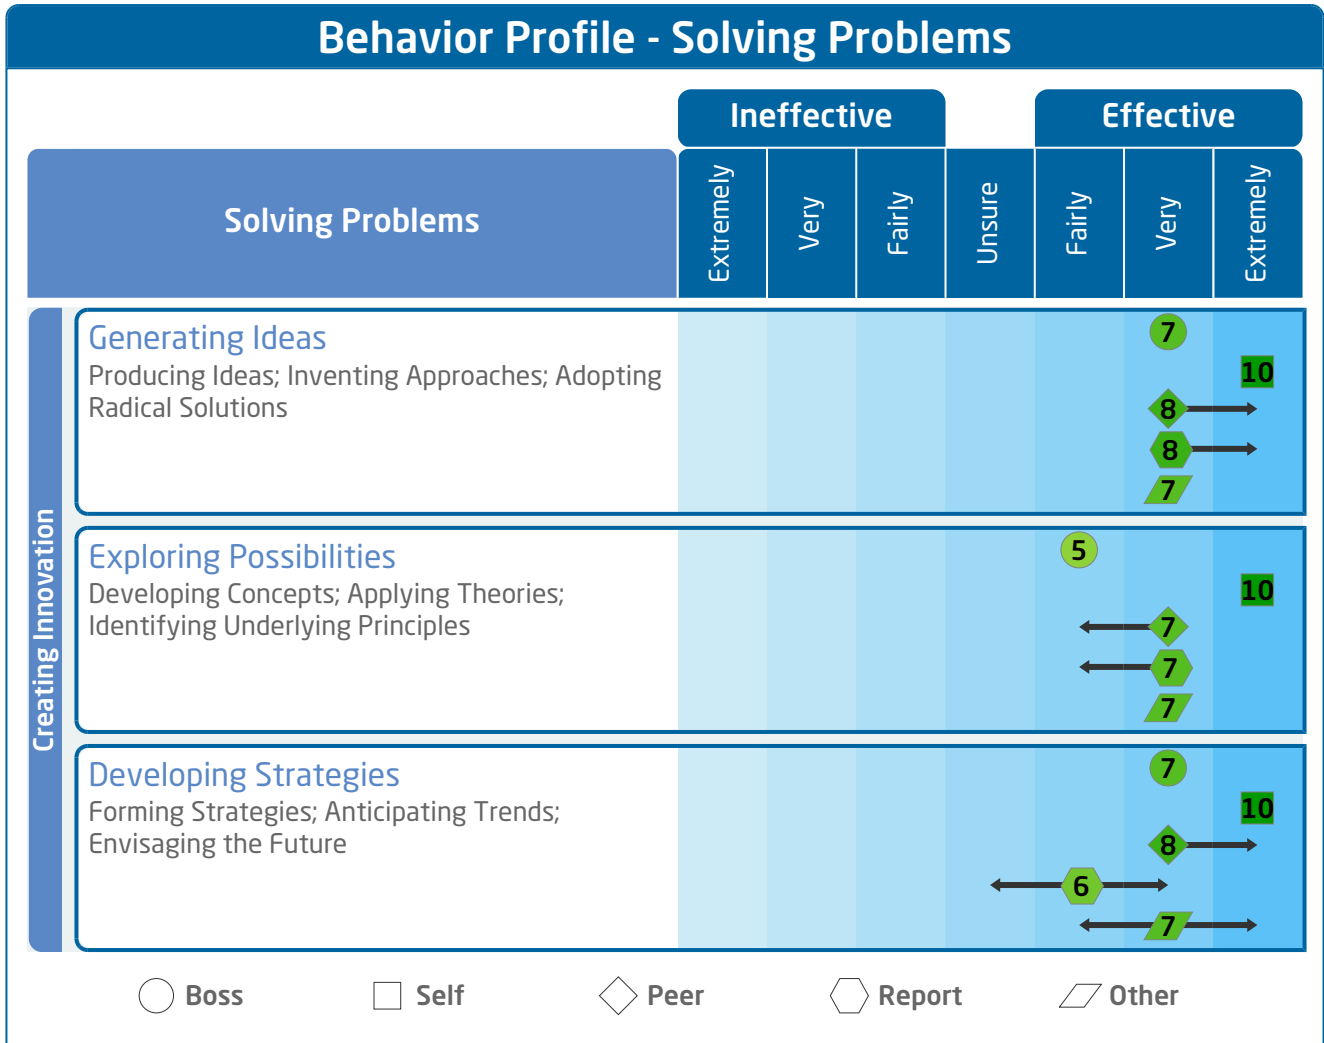 Behavior Profile - Solving Problems
Ineffective
Effective
Solving Problems
Extremely
Very
Fairly
Unsure
Fairly
Very
Extremely
Creating Innovation
Generating Ideas
Producing Ideas; Inventing Approaches; Adopting
Radical Solutions
7
10
8
8
7
Exploring Possibilities
Developing Concepts; Applying Theories;
Identifying Underlying Principles
5
10
7
7
7
Developing Strategies
Forming Strategies; Anticipating Trends;
Envisaging the Future
7
10
8
6
7
Boss
Self
Peer
Report
Other